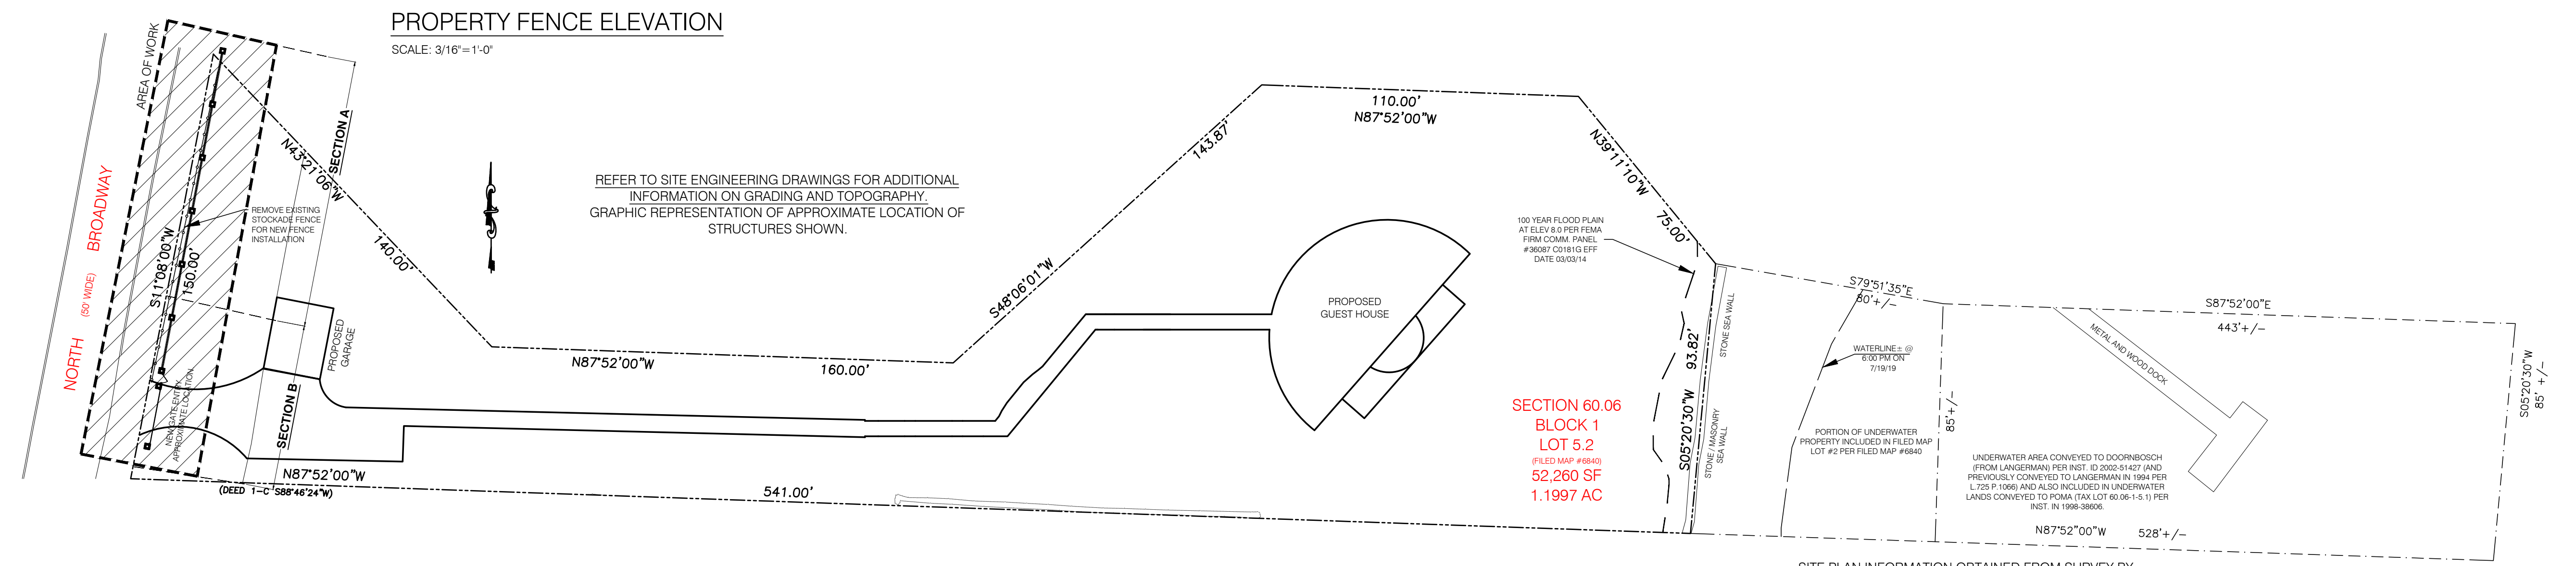 PROPERTY FENCE ELEVATION
SCALE: 3/16"=1'-0"
AREA OF WORK
NORTH (50' WIDE) BROADWAY
S11°08'00"W
150.00'
REMOVE EXISTING
STOCKADE FENCE
FOR NEW FENCE
INSTALLATION
SECTION A
N43°21'06"W
140.00'
REFER TO SITE ENGINEERING DRAWINGS FOR ADDITIONAL
INFORMATION ON GRADING AND TOPOGRAPHY.
GRAPHIC REPRESENTATION OF APPROXIMATE LOCATION OF
STRUCTURES SHOWN.
PROPOSED
GARAGE
NEW GATE ENTRY
APPROXIMATE LOCATION
SECTION B
N87°52'00"W
(DEED 1-C S88°46'24"W)
541.00'
N87°52'00"W
160.00'
S48°06'01"W
143.87'
110.00'
N87°52'00"W
N39°11'10"W
75.00'
PROPOSED
GUEST HOUSE
100 YEAR FLOOD PLAIN
AT ELEV 8.0 PER FEMA
FIRM COMM. PANEL
#36087 C0181G EFF
DATE 03/03/14
SECTION 60.06
BLOCK 1
LOT 5.2
(FILED MAP #6840)
52,260 SF
1.1997 AC
S05°20'30"W
93.82'
STONE SEA WALL
STONE / MASONRY
SEA WALL
S79°51'35"E
80'+/-
WATERLINE± @
6:00 PM ON
7/19/19
PORTION OF UNDERWATER
PROPERTY INCLUDED IN FILED MAP
LOT #2 PER FILED MAP #6840
85'+/-
S87°52'00"E
443'+/-
METAL AND WOOD DOCK
UNDERWATER AREA CONVEYED TO DOORNBOSCH
(FROM LANGERMAN) PER INST. ID 2002-51427 (AND
PREVIOUSLY CONVEYED TO LANGERMAN IN 1994 PER
L.725 P.1066) AND ALSO INCLUDED IN UNDERWATER
LANDS CONVEYED TO POMA (TAX LOT 60.06-1-5.1) PER
INST. IN 1998-38606.
S05°20'30"W
85' +/-
N87°52"00"W 528'+/-
SITE PLAN INFORMATION OBTAINED FROM SURVEY BY